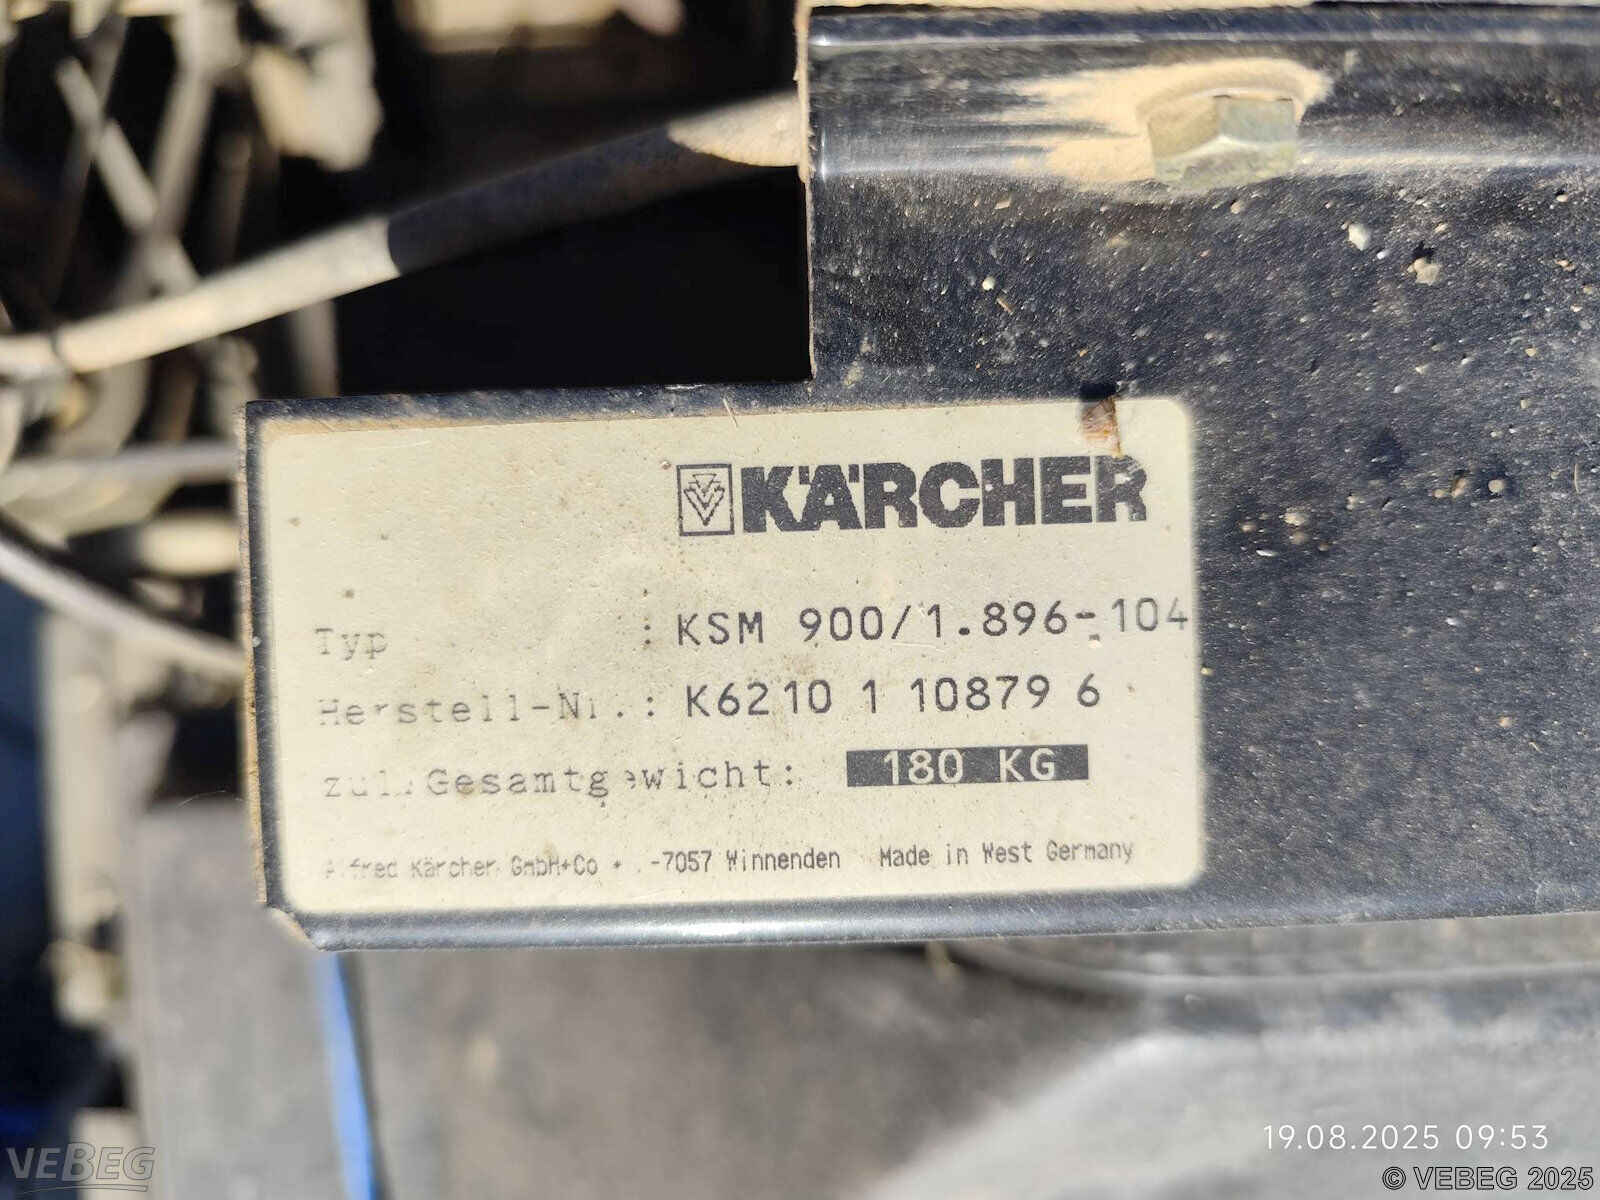 KÄRCHER
Typ : KSM 900/1.896-104
Herstell-Nr.: K6210 1 10879 6
zul. Gesamtgewicht: 180 KG
Alfred Kärcher GmbH+Co • -7057 Winnenden Made in West Germany
19.08.2025 09:53
VEBEG
© VEBEG 2025